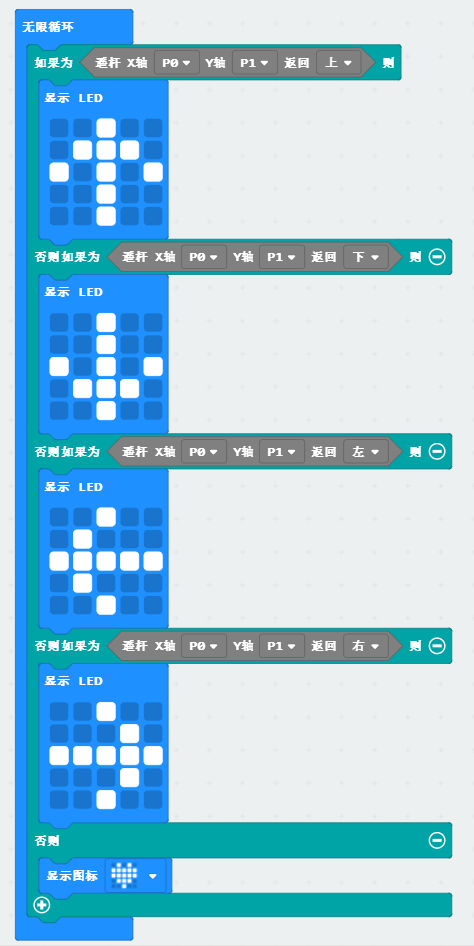 无限循环
如果为 遥杆 X轴 P0 Y轴 P1 返回 上 则
显示 LED
否则如果为 遥杆 X轴 P0 Y轴 P1 返回 下 则
显示 LED
否则如果为 遥杆 X轴 P0 Y轴 P1 返回 左 则
显示 LED
否则如果为 遥杆 X轴 P0 Y轴 P1 返回 右 则
显示 LED
否则
显示图标